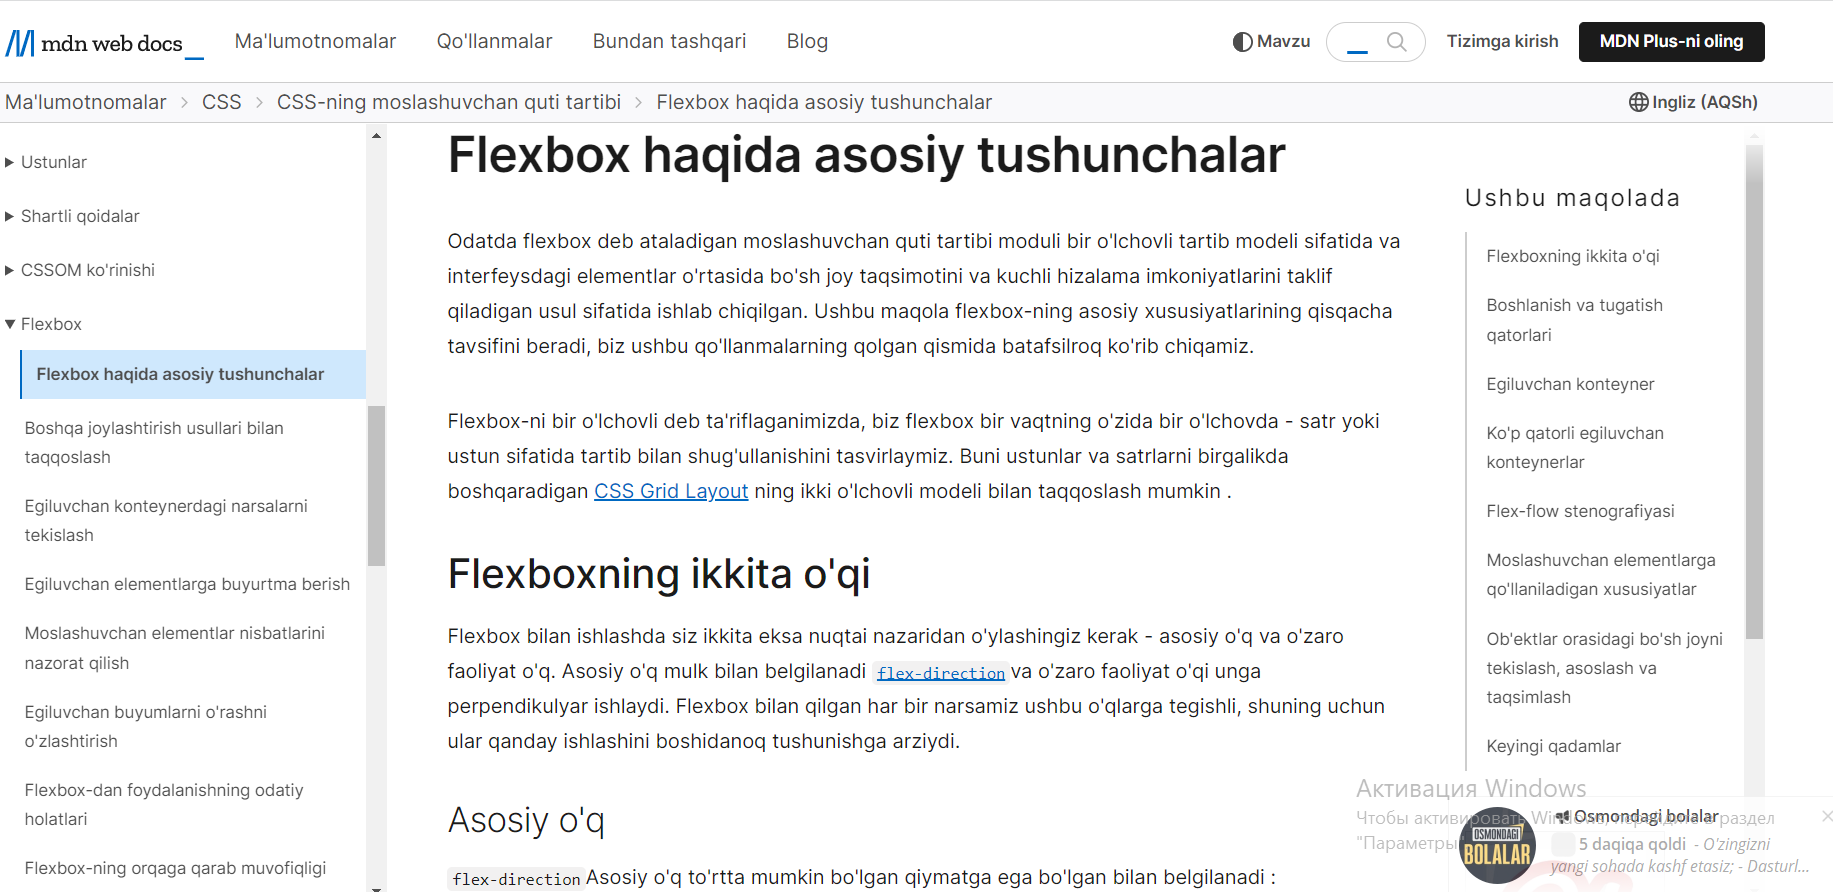 mdn web docs_
Ma'lumotnomalar
Qo'llanmalar
Bundan tashqari
Blog
Mavzu
Tizimga kirish
MDN Plus-ni oling
Ma'lumotnomalar > CSS > CSS-ning moslashuvchan quti tartibi > Flexbox haqida asosiy tushunchalar
Ingliz (AQSh)
Ustunlar
Shartli qoidalar
CSSOM ko'rinishi
Flexbox
Flexbox haqida asosiy tushunchalar
Boshqa joylashtirish usullari bilan
taqqoslash
Egiluvchan konteynerdagi narsalarni
tekislash
Egiluvchan elementlarga buyurtma berish
Moslashuvchan elementlar nisbatlarini
nazorat qilish
Egiluvchan buyumlarni o'rashni
o'zlashtirish
Flexbox-dan foydalanishning odatiy
holatlari
Flexbox-ning orqaga qarab muvofiqligi
Flexbox haqida asosiy tushunchalar
Odatda flexbox deb ataladigan moslashuvchan quti tartibi moduli bir o'lchovli tartib modeli sifatida va
interfeysdagi elementlar o'rtasida bo'sh joy taqsimotini va kuchli hizalama imkoniyatlarini taklif
qiladigan usul sifatida ishlab chiqilgan. Ushbu maqola flexbox-ning asosiy xususiyatlarining qisqacha
tavsifini beradi, biz ushbu qo'llanmalarning qolgan qismida batafsilroq ko'rib chiqamiz.
Flexbox-ni bir o'lchovli deb ta'riflaganimizda, biz flexbox bir vaqtning o'zida bir o'lchovda - satr yoki
ustun sifatida tartib bilan shug'ullanishini tasvirlaymiz. Buni ustunlar va satrlarni birgalikda
boshqaradigan CSS Grid Layout ning ikki o'lchovli modeli bilan taqqoslash mumkin .
Flexboxning ikkita o'qi
Flexbox bilan ishlashda siz ikkita eksa nuqtai nazaridan o'ylashingiz kerak - asosiy o'q va o'zaro
faoliyat o'q. Asosiy o'q mulk bilan belgilanadi flex-direction va o'zaro faoliyat o'qi unga
perpendikulyar ishlaydi. Flexbox bilan qilgan har bir narsamiz ushbu o'qlarga tegishli, shuning uchun
ular qanday ishlashini boshidanoq tushunishga arziydi.
Asosiy o'q
flex-direction Asosiy o'q to'rtta mumkin bo'lgan qiymatga ega bo'lgan bilan belgilanadi :
Ushbu maqolada
Flexboxning ikkita o'qi
Boshlanish va tugatish
qatorlari
Egiluvchan konteyner
Ko'p qatorli egiluvchan
konteynerlar
Flex-flow stenografiyasi
Moslashuvchan elementlarga
qo'llaniladigan xususiyatlar
Ob'ektlar orasidagi bo'sh joyni
tekislash, asoslash va
taqsimlash
Keyingi qadamlar
Активация Windows
Чтобы активировать Windows, перейдите в раздел
"Параметры
OSMONDAGI
BOLALAR
Osmondagi bolalar
5 daqiqa qoldi - O'zingizni
yangi sohada kashf etasiz; - Dasturl...